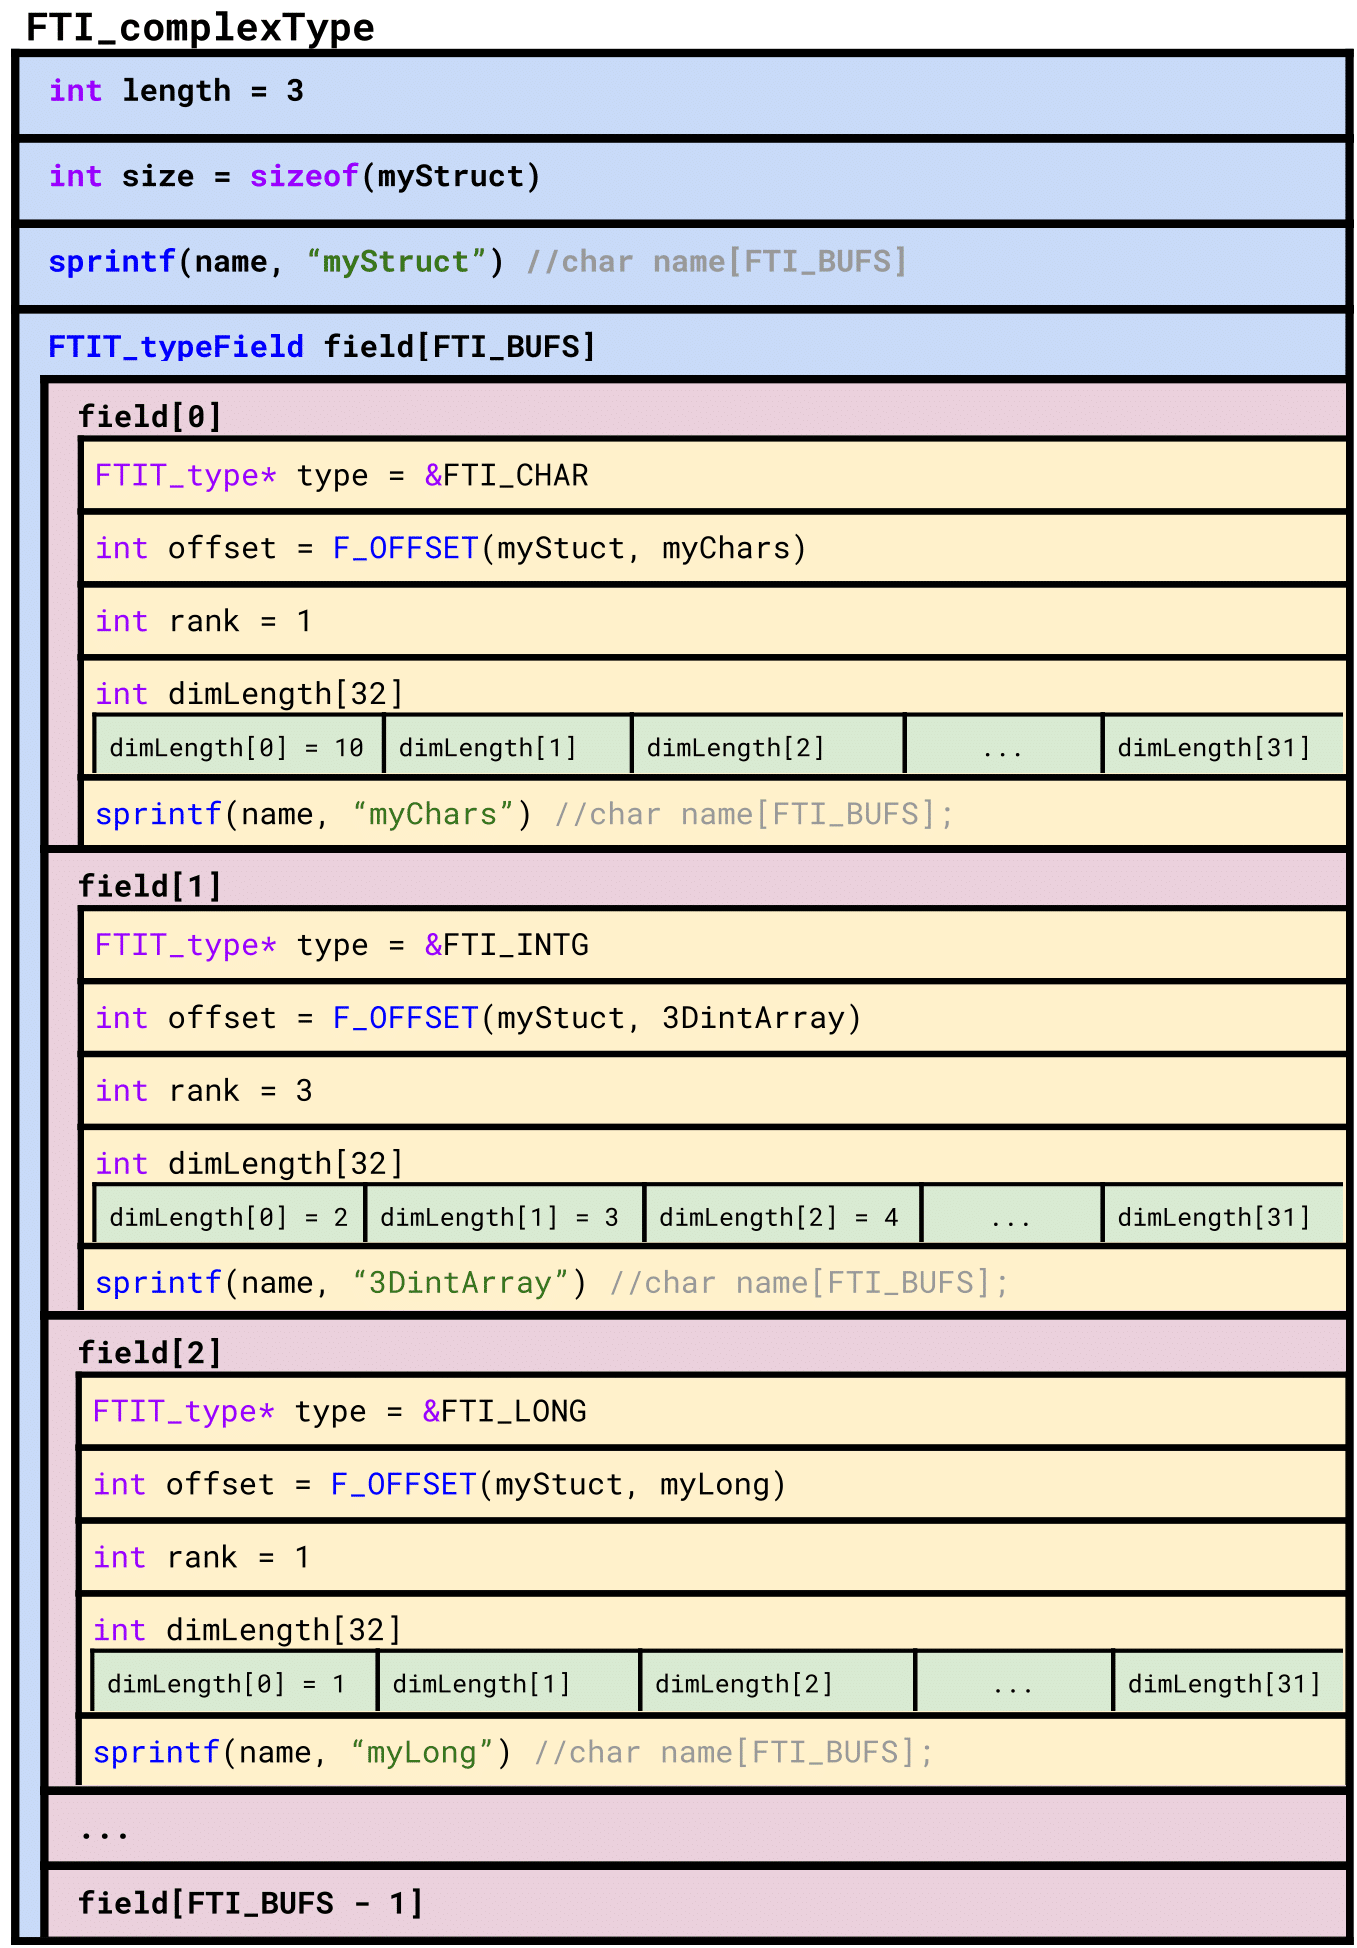 FTI_complexType
int length = 3
int size = sizeof(myStruct)
sprintf(name, “myStruct”) //char name[FTI_BUFS]
FTIT_typeField field[FTI_BUFS]
field[0]
FTIT_type* type = &FTI_CHAR
int offset = F_OFFSET(myStuct, myChars)
int rank = 1
int dimLength[32]
dimLength[0] = 10 dimLength[1] dimLength[2] ... dimLength[31]
sprintf(name, “myChars”) //char name[FTI_BUFS];
field[1]
FTIT_type* type = &FTI_INTG
int offset = F_OFFSET(myStuct, 3DintArray)
int rank = 3
int dimLength[32]
dimLength[0] = 2 dimLength[1] = 3 dimLength[2] = 4 ... dimLength[31]
sprintf(name, “3DintArray”) //char name[FTI_BUFS];
field[2]
FTIT_type* type = &FTI_LONG
int offset = F_OFFSET(myStuct, myLong)
int rank = 1
int dimLength[32]
dimLength[0] = 1 dimLength[1] dimLength[2] ... dimLength[31]
sprintf(name, “myLong”) //char name[FTI_BUFS];
...
field[FTI_BUFS - 1]